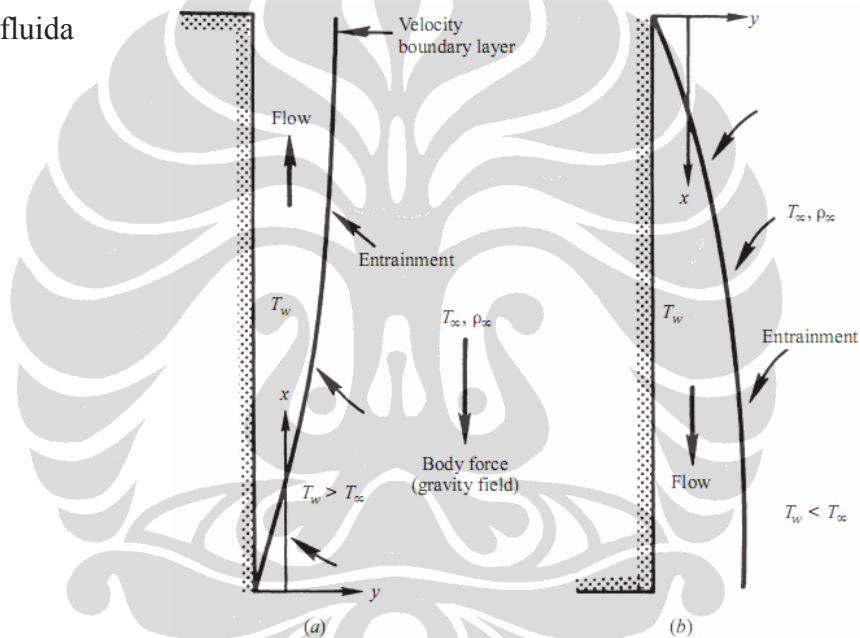 fluida
Velocity
boundary layer
Flow
Entrainment
T_w
T_∞, ρ_∞
x
Body force
(gravity field)
T_w > T_∞
y
(a)
y
x
T_∞, ρ_∞
T_w
Entrainment
Flow
T_w < T_∞
(b)